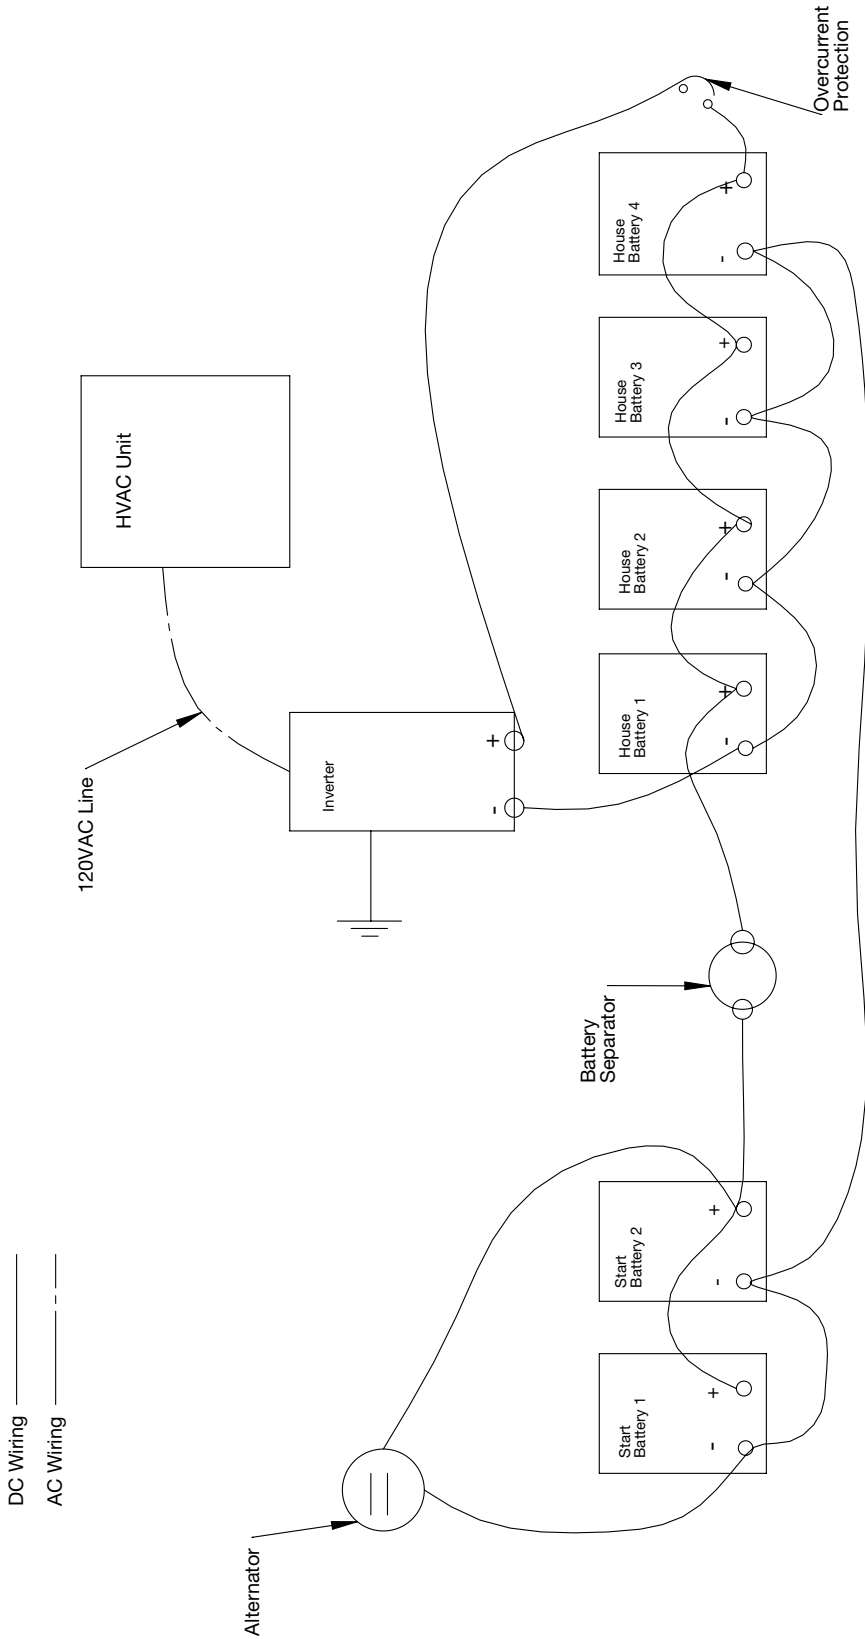 DC Wiring
AC Wiring
Alternator
120VAC Line
HVAC Unit
Inverter
-
+
Battery
Separator
Start
Battery 1
-
+
Start
Battery 2
-
+
House
Battery 1
-
+
House
Battery 2
-
+
House
Battery 3
-
+
House
Battery 4
-
+
Overcurrent
Protection